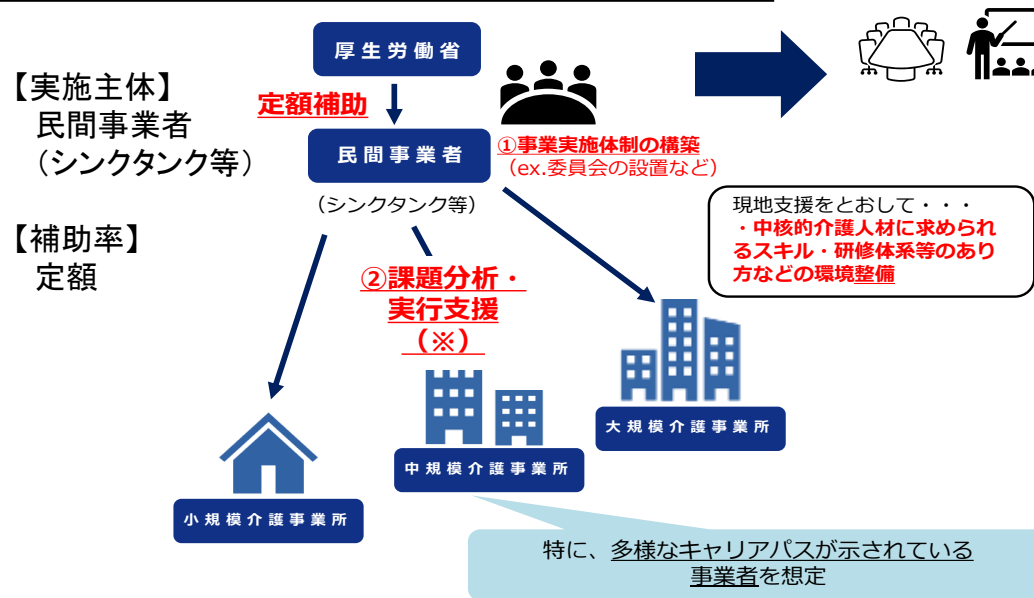 【実施主体】
民間事業者
（シンクタンク等）
【補助率】
定額
厚生労働省
定額補助
民間事業者
（シンクタンク等）
①事業実施体制の構築
（ex.委員会の設置など）
②課題分析・
実行支援
（※）
小規模介護事業所
中規模介護事業所
大規模介護事業所
現地支援をとおして・・・
・中核的介護人材に求められ
るスキル・研修体系等のあり
方などの環境整備
特に、多様なキャリアパスが示されている
事業者を想定